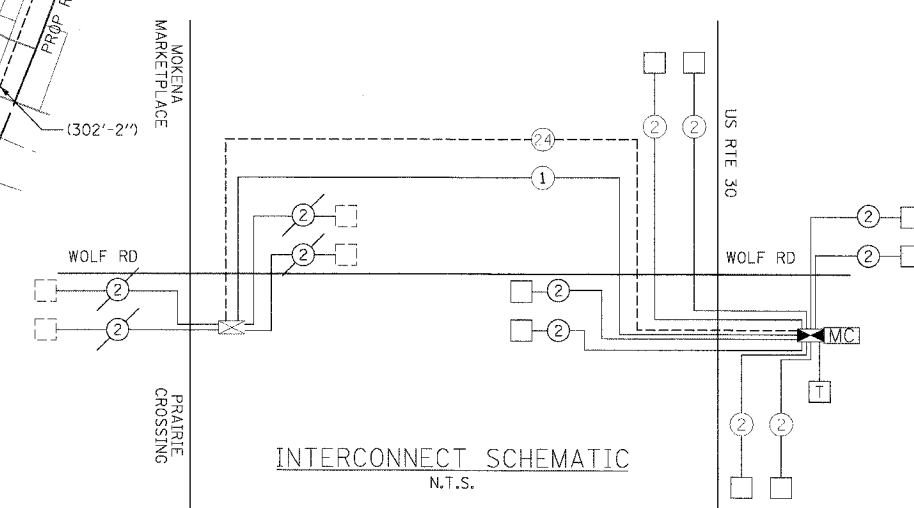 PROP R
(302'-2")
MOKENA
MARKETPLACE
24
1
2
2
US RTE 30
2
2
2
2
WOLF RD
WOLF RD
2
2
2
2
MC
T
PRAIRIE
CROSSING
2
2
INTERCONNECT SCHEMATIC
N.T.S.